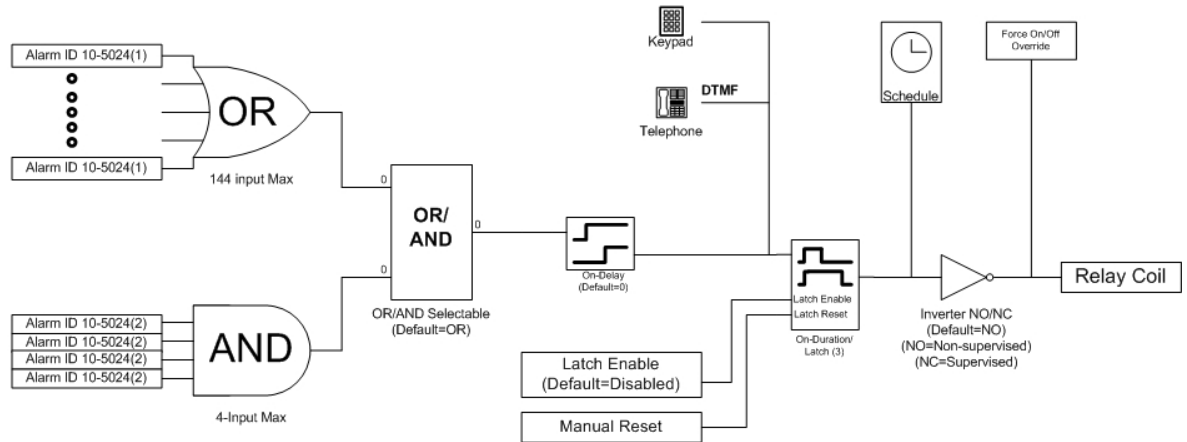 Alarm ID 10-5024(1)
OR
Alarm ID 10-5024(1)
144 input Max
Alarm ID 10-5024(2)
Alarm ID 10-5024(2)
Alarm ID 10-5024(2)
Alarm ID 10-5024(2)
AND
4-Input Max
0
0
OR/
AND
0
OR/AND Selectable
(Default=OR)
On-Delay
(Default=0)
Keypad
DTMF
Telephone
Latch Enable
(Default=Disabled)
Manual Reset
Latch Enable
Latch Reset
On-Duration/
Latch (3)
Schedule
Force On/Off
Override
Inverter NO/NC
(Default=NO)
(NO=Non-supervised)
(NC=Supervised)
Relay Coil